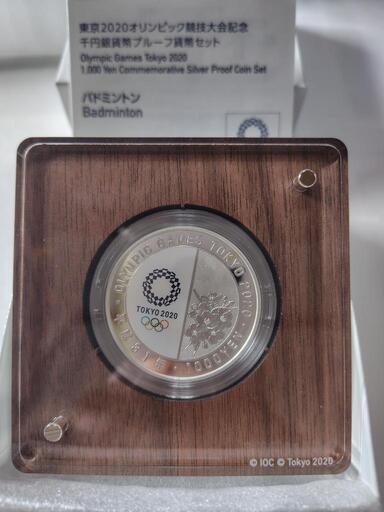 東京2020オリンピック競技大会記念
千円銀貨幣プルーフ貨幣セット
Olympic Games Tokyo 2020
1,000 Yen Commemorative Silver Proof Coin Set
バドミントン
Badminton
OLYMPIC GAMES TOKYO 2020
TOKYO 2020
1000YEN
© IOC © Tokyo 2020